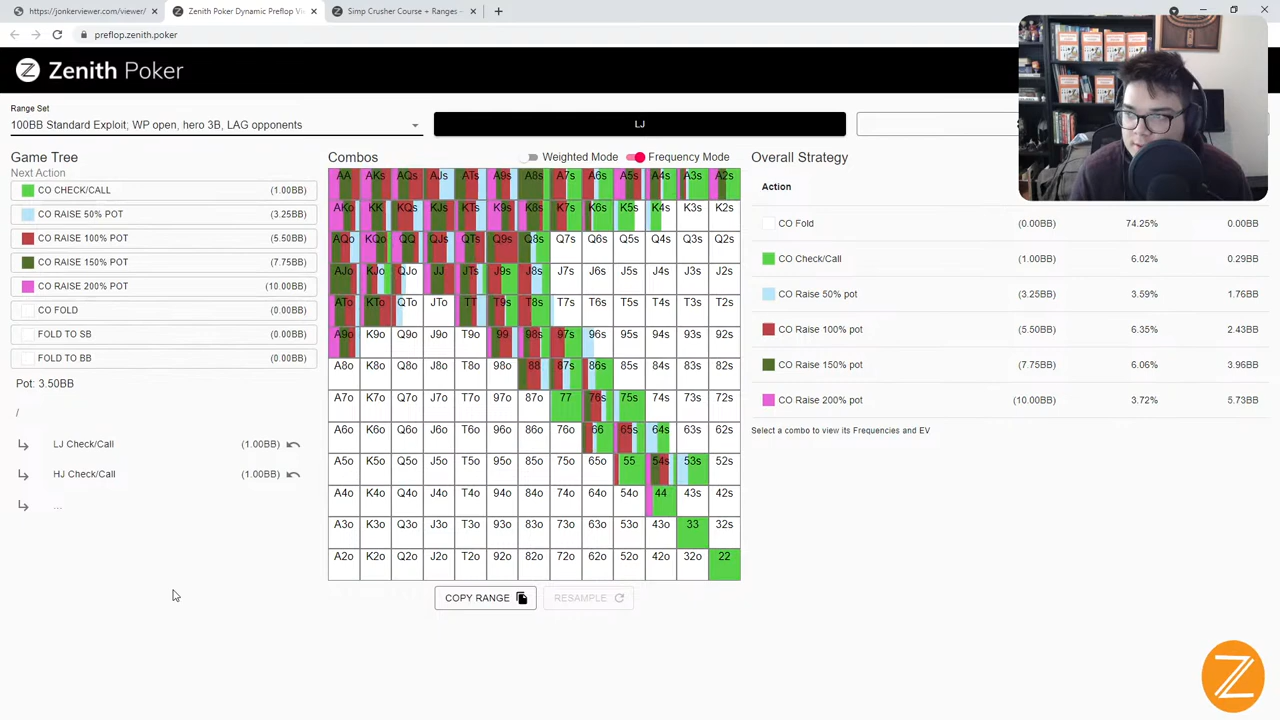 https://jonkerviewer.com/viewer/
Zenith Poker Dynamic Preflop Vi
Simp Crusher Course + Ranges -
preflop.zenith.poker
Zenith Poker
Range Set
100BB Standard Exploit; WP open, hero 3B, LAG opponents
LJ
Game Tree
Next Action
CO CHECK/CALL (1.00BB)
CO RAISE 50% POT (3.25BB)
CO RAISE 100% POT (5.50BB)
CO RAISE 150% POT (7.75BB)
CO RAISE 200% POT (10.00BB)
CO FOLD (0.00BB)
FOLD TO SB (0.00BB)
FOLD TO BB (0.00BB)
Pot: 3.50BB
/
LJ Check/Call (1.00BB)
HJ Check/Call (1.00BB)
...
Combos
Weighted Mode Frequency Mode
AA AKs AQs AJs ATs A9s A8s A7s A6s A5s A4s A3s A2s
AKo KK KQs KJs KTs K9s K8s K7s K6s K5s K4s K3s K2s
AQo KQo QQ QJs QTs Q9s Q8s Q7s Q6s Q5s Q4s Q3s Q2s
AJo KJo QJo JJ JTs J9s J8s J7s J6s J5s J4s J3s J2s
ATo KTo QTo JTo TT T9s T8s T7s T6s T5s T4s T3s T2s
A9o K9o Q9o J9o T9o 99 98s 97s 96s 95s 94s 93s 92s
A8o K8o Q8o J8o T8o 98o 88 87s 86s 85s 84s 83s 82s
A7o K7o Q7o J7o T7o 97o 87o 77 76s 75s 74s 73s 72s
A6o K6o Q6o J6o T6o 96o 86o 76o 66 65s 64s 63s 62s
A5o K5o Q5o J5o T5o 95o 85o 75o 65o 55 54s 53s 52s
A4o K4o Q4o J4o T4o 94o 84o 74o 64o 54o 44 43s 42s
A3o K3o Q3o J3o T3o 93o 83o 73o 63o 53o 43o 33 32s
A2o K2o Q2o J2o T2o 92o 82o 72o 62o 52o 42o 32o 22
COPY RANGE RESAMPLE
Overall Strategy
Action
CO Fold (0.00BB) 74.25% 0.00BB
CO Check/Call (1.00BB) 6.02% 0.29BB
CO Raise 50% pot (3.25BB) 3.59% 1.76BB
CO Raise 100% pot (5.50BB) 6.35% 2.43BB
CO Raise 150% pot (7.75BB) 6.06% 3.96BB
CO Raise 200% pot (10.00BB) 3.72% 5.73BB
Select a combo to view its Frequencies and EV